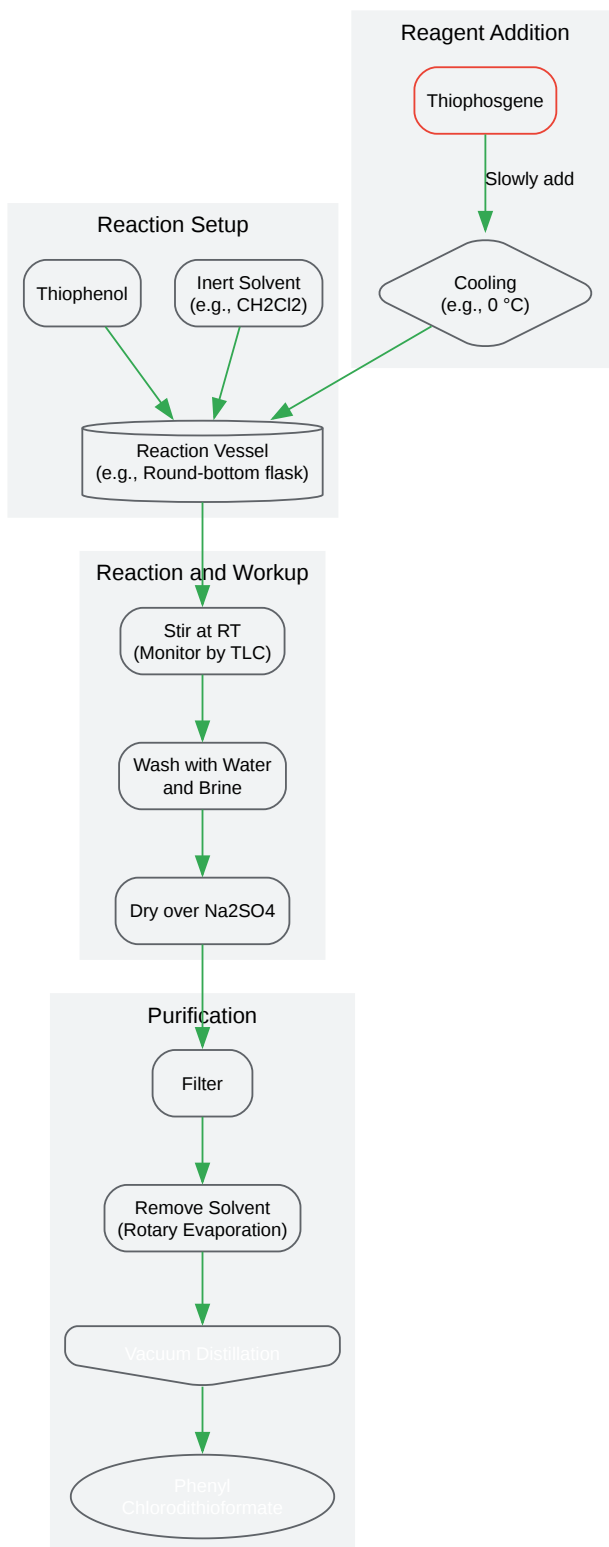 Reagent Addition
Thiophosgene
Slowly add
Cooling
(e.g., 0 °C)
Reaction Setup
Thiophenol
Inert Solvent
(e.g., CH2Cl2)
Reaction Vessel
(e.g., Round-bottom flask)
Reaction and Workup
Stir at RT
(Monitor by TLC)
Wash with Water
and Brine
Dry over Na2SO4
Purification
Filter
Remove Solvent
(Rotary Evaporation)
Vacuum Distillation
Phenyl
Chlorodithioformate